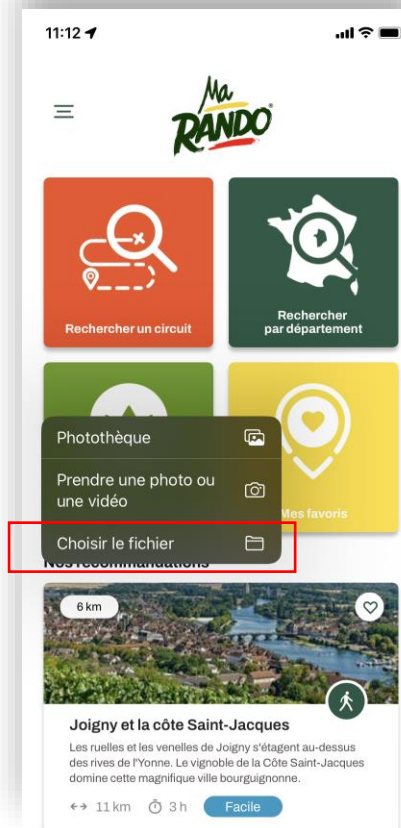 11:12
Ma
RANDO
Rechercher un circuit
Rechercher
par département
Photothèque
Prendre une photo ou
une vidéo
Mes favoris
Choisir le fichier
Nos recommandations
6 km
Joigny et la côte Saint-Jacques
Les ruelles et les venelles de Joigny s'étagent au-dessus
des rives de l'Yonne. Le vignoble de la Côte Saint-Jacques
domine cette magnifique ville bourguignonne.
11 km 3 h Facile